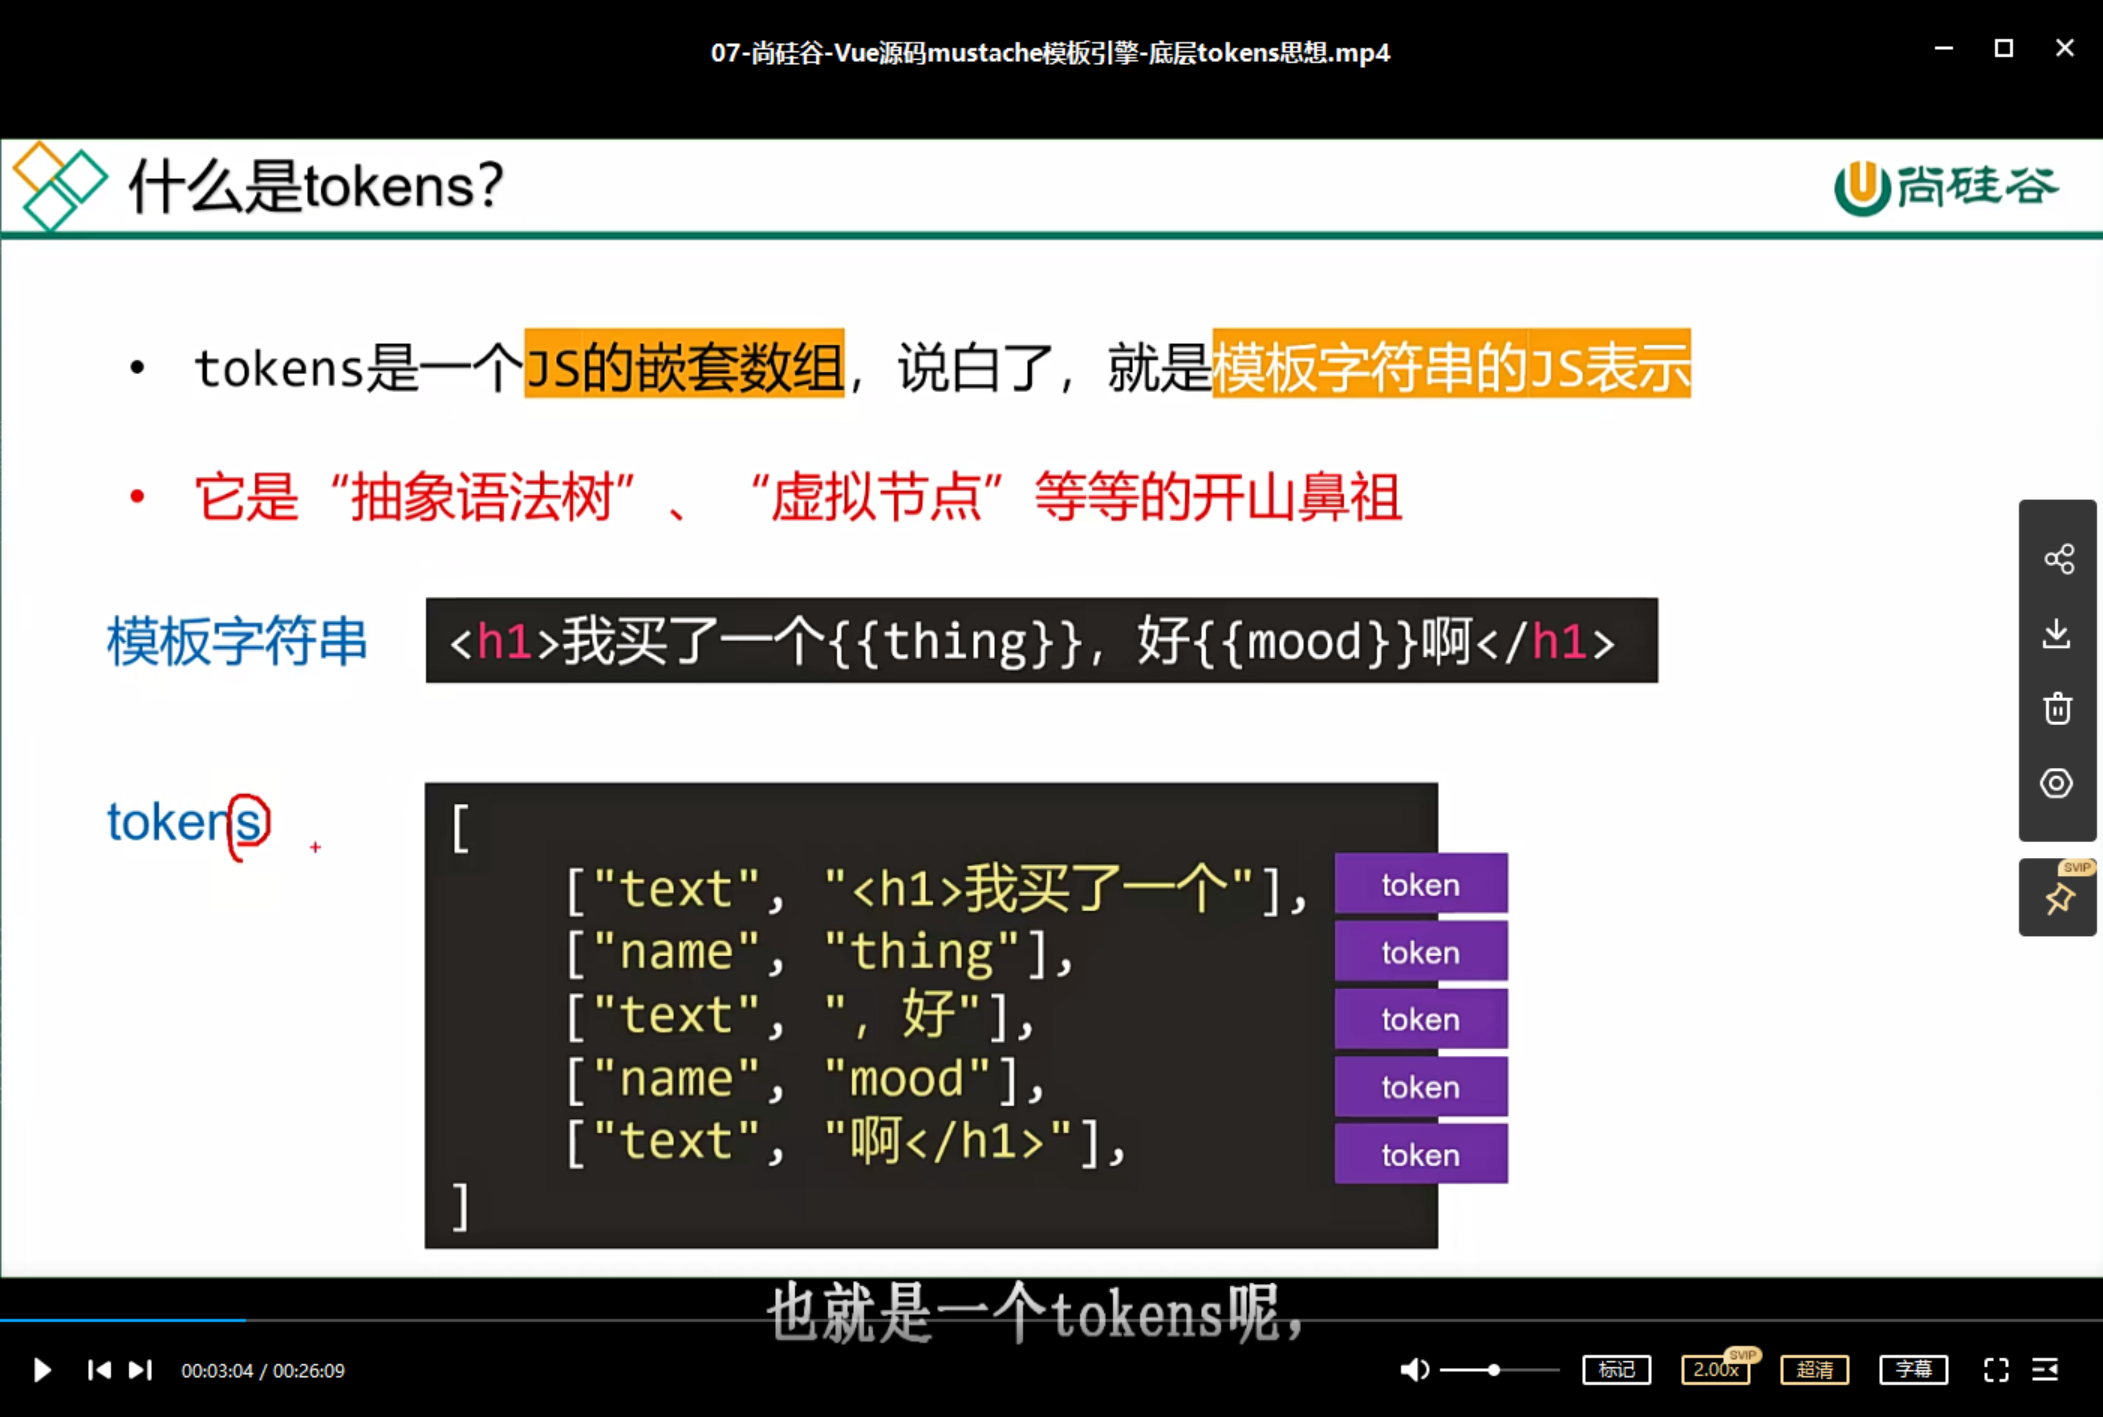 07-尚硅谷-Vue源码mustache模板引擎-底层tokens思想.mp4
什么是tokens？
尚硅谷
• tokens是一个JS的嵌套数组，说白了，就是模板字符串的JS表示
• 它是“抽象语法树”、“虚拟节点”等等的开山鼻祖
模板字符串
<h1>我买了一个{{thing}}，好{{mood}}啊</h1>
tokens
[
["text", "<h1>我买了一个"],
token
["name", "thing"],
token
["text", "，好"],
token
["name", "mood"],
token
["text", "啊</h1>"],
token
]
SVIP
也就是一个tokens呢，
00:03:04 / 00:26:09
标记
2.00x
SVIP
超清
字幕